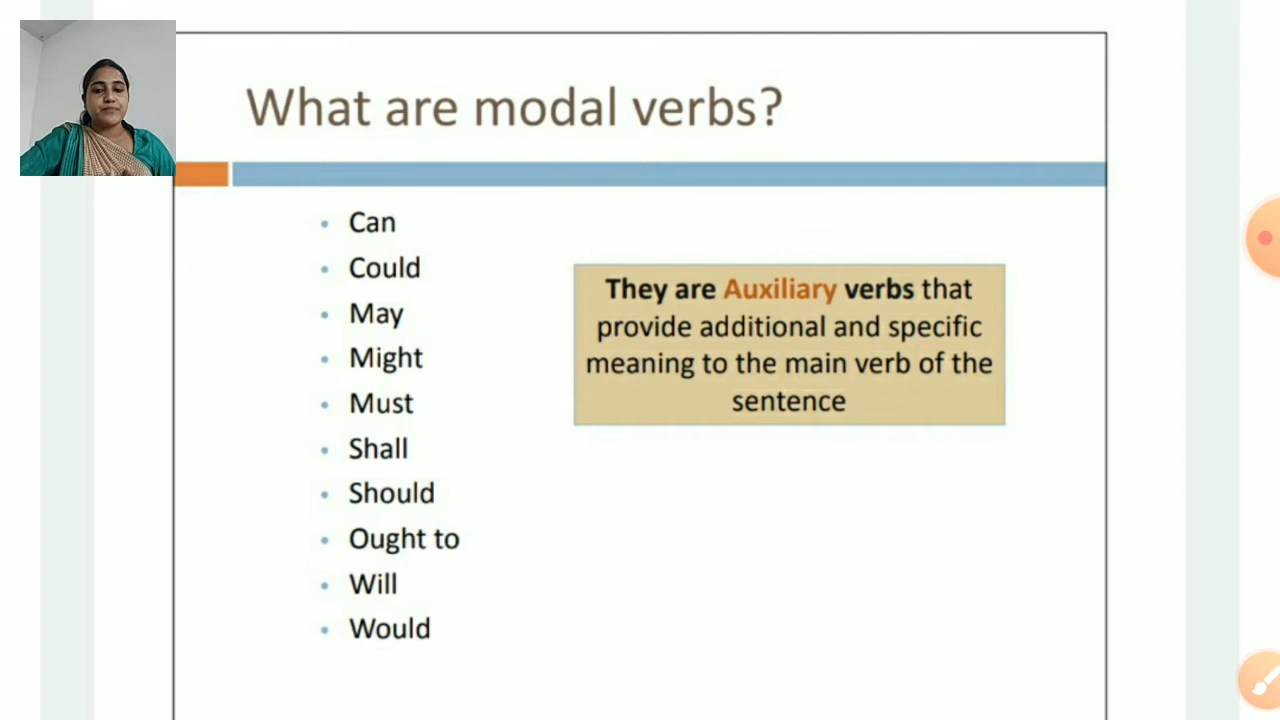 What are modal verbs?
Can
Could
May
Might
Must
Shall
Should
Ought to
Will
Would
They are Auxiliary verbs that
provide additional and specific
meaning to the main verb of the
sentence